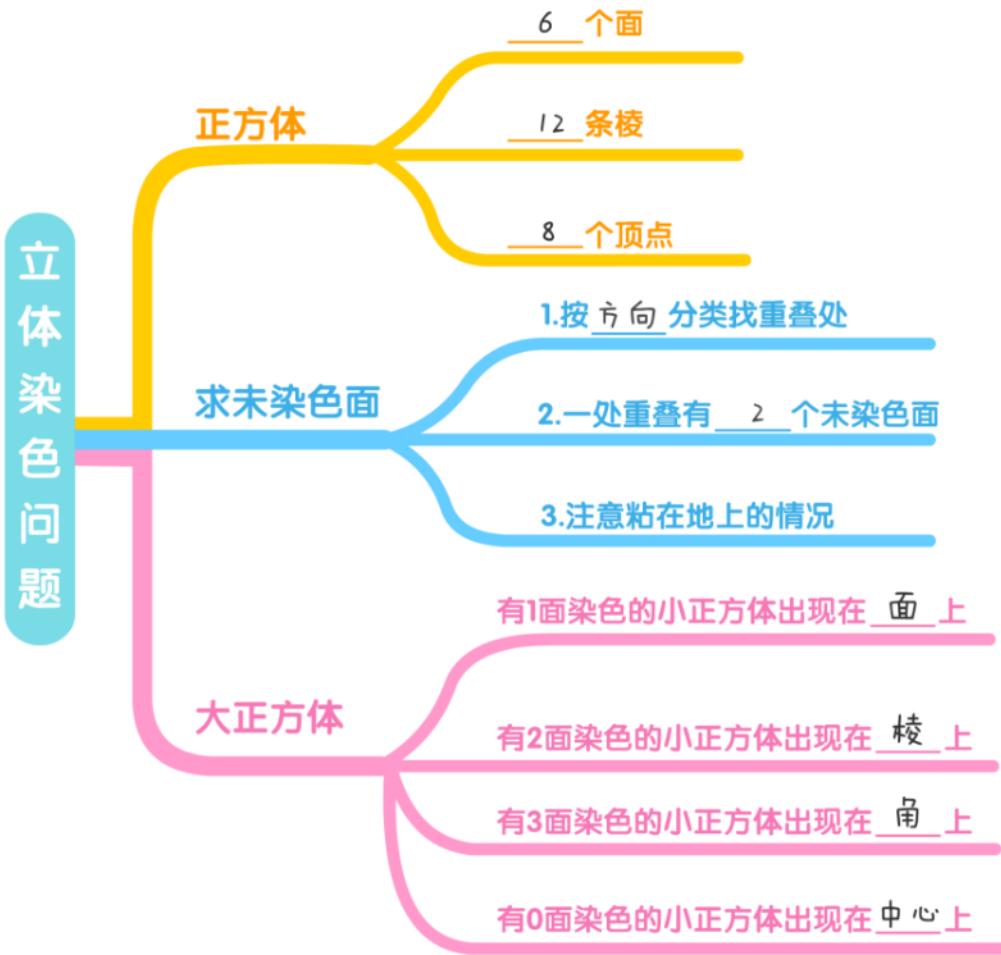 立体染色问题
正方体
6个面
12条棱
8个顶点
求未染色面
1.按方向分类找重叠处
2.一处重叠有2个未染色面
3.注意粘在地上的情况
大正方体
有1面染色的小正方体出现在面上
有2面染色的小正方体出现在棱上
有3面染色的小正方体出现在角上
有0面染色的小正方体出现在中心上